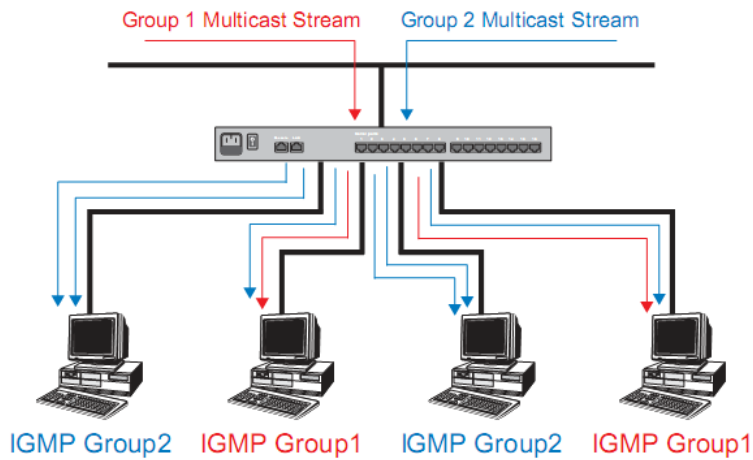 Group 1 Multicast Stream
Group 2 Multicast Stream
IGMP Group2
IGMP Group1
IGMP Group2
IGMP Group1